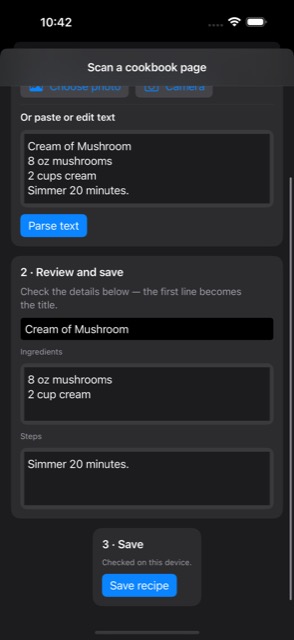 10:42
Scan a cookbook page
Choose photo
Camera
Or paste or edit text
Cream of Mushroom
8 oz mushrooms
2 cups cream
Simmer 20 minutes.
Parse text
2 · Review and save
Check the details below — the first line becomes
the title.
Cream of Mushroom
Ingredients
8 oz mushrooms
2 cup cream
Steps
Simmer 20 minutes.
3 · Save
Checked on this device.
Save recipe